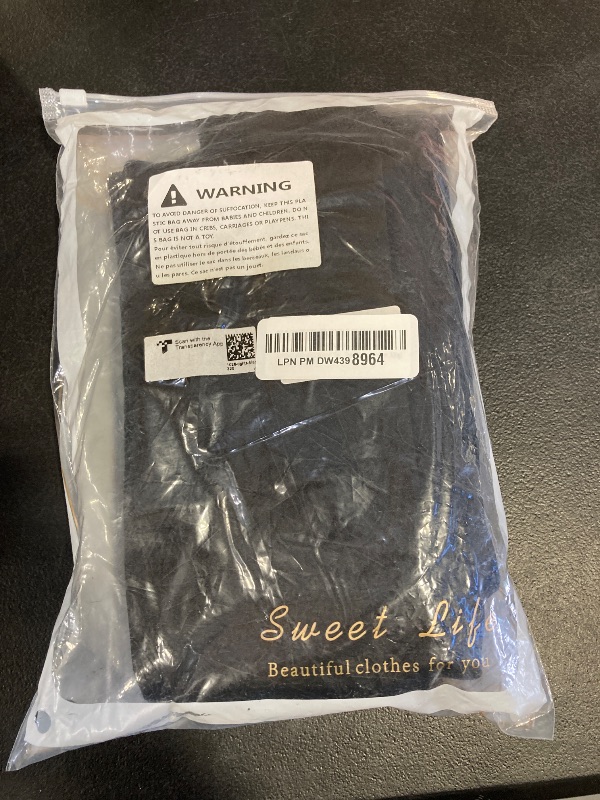 WARNING
TO AVOID DANGER OF SUFFOCATION, KEEP THIS PLA
STIC BAG AWAY FROM BABIES AND CHILDREN. DO N
OT USE BAG IN CRIBS, CARRIAGES OR PLAYPENS. THI
S BAG IS NOT A TOY.
Pour éviter tout risque d'étouffement, gardez ce sac
en plastique hors de portée des bébés et des enfants.
Ne pas utiliser le sac dans les berceaux, les landaus o
u les parcs. Ce sac n'est pas un jouet.
Scan with the
Transparency App
LPN PM DW439 8964
Sweet Life
Beautiful clothes for you